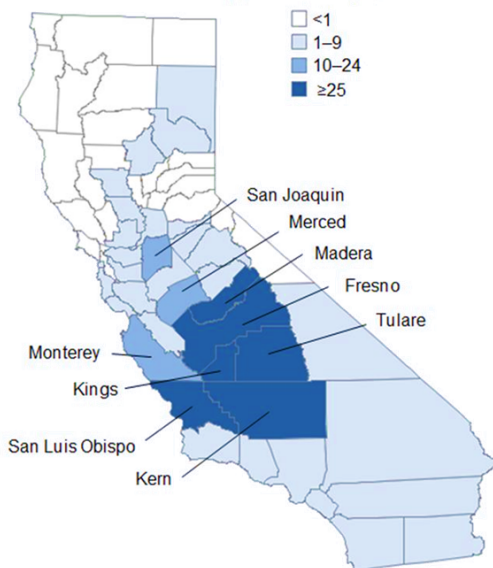 <1
1–9
10–24
≥25
San Joaquin
Merced
Madera
Fresno
Tulare
Monterey
Kings
San Luis Obispo
Kern